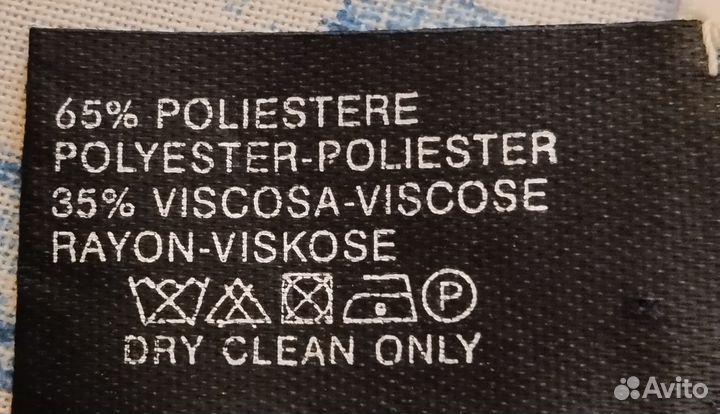 65% POLIESTERE
POLYESTER-POLIESTER
35% VISCOSA-VISCOSE
RAYON-VISKOSE
P
DRY CLEAN ONLY
Avito